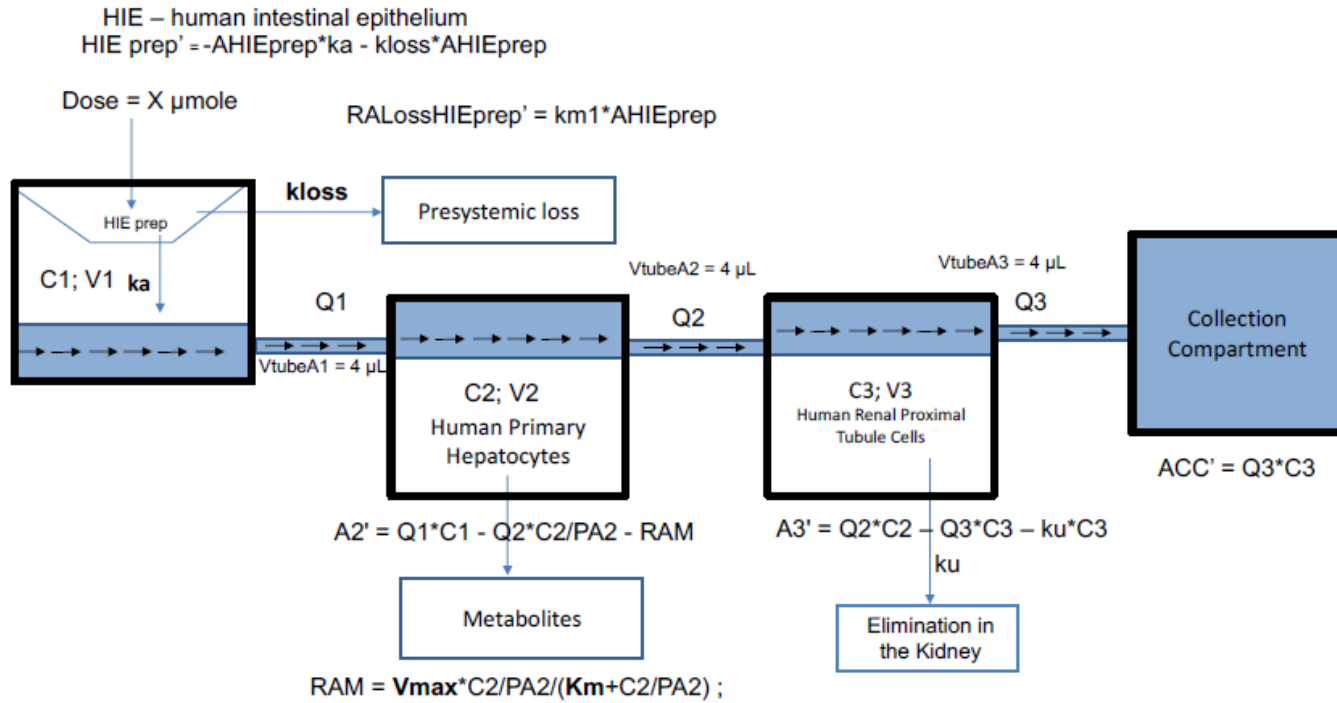 HIE – human intestinal epithelium
HIE prep' = -AHIEprep*ka - kloss*AHIEprep
Dose = X µmole
RALossHIEprep' = km1*AHIEprep
HIE prep
kloss
Presystemic loss
C1; V1 ka
Q1
VtubeA1 = 4 µL
C2; V2
Human Primary
Hepatocytes
VtubeA2 = 4 µL
Q2
C3; V3
Human Renal Proximal
Tubule Cells
VtubeA3 = 4 µL
Q3
Collection
Compartment
ACC' = Q3*C3
A2' = Q1*C1 - Q2*C2/PA2 - RAM
A3' = Q2*C2 – Q3*C3 – ku*C3
ku
Metabolites
Elimination in
the Kidney
RAM = Vmax*C2/PA2/(Km+C2/PA2) ;